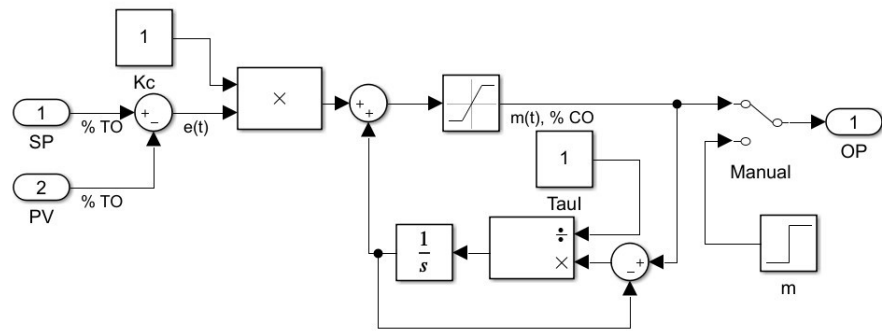 1
Kc
×
1
SP
% TO
+
−
e(t)
+
+
m(t), % CO
2
PV
% TO
1
TauI
÷
×
1
s
−
+
Manual
1
OP
m